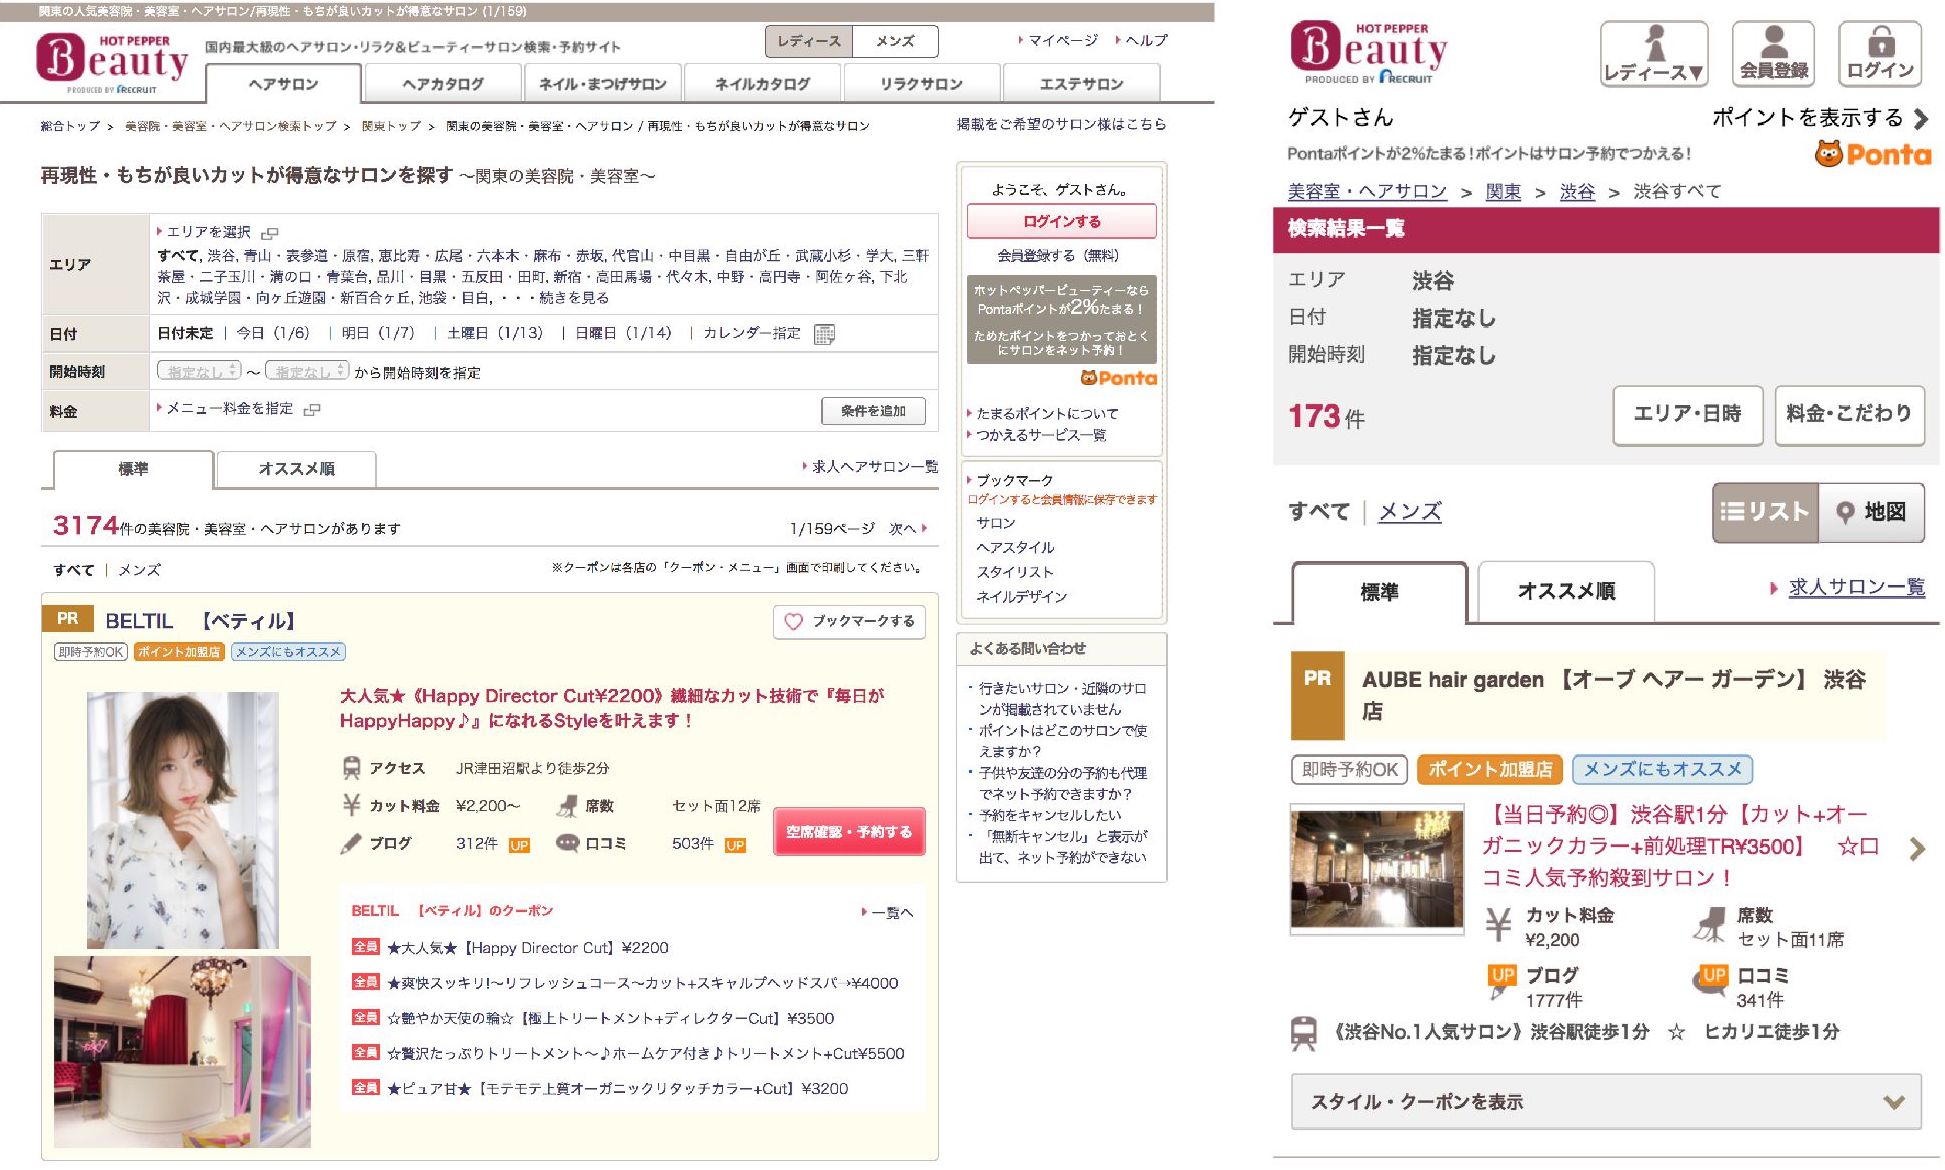 関東の人気美容院・美容室・ヘアサロン/再現性・もちが良いカットが得意なサロン (1/159)
HOT PEPPER
Beauty
PRODUCED BY RECRUIT
国内最大級のヘアサロン・リラク&ビューティーサロン検索・予約サイト
レディース メンズ
マイページ ヘルプ
ヘアサロン ヘアカタログ ネイル・まつげサロン ネイルカタログ リラクサロン エステサロン
総合トップ > 美容院・美容室・ヘアサロン検索トップ > 関東トップ > 関東の美容院・美容室・ヘアサロン / 再現性・もちが良いカットが得意なサロン
掲載をご希望のサロン様はこちら
再現性・もちが良いカットが得意なサロンを探す ～関東の美容院・美容室～
エリア
エリアを選択
すべて, 渋谷, 青山・表参道・原宿, 恵比寿・広尾・六本木・麻布・赤坂, 代官山・中目黒・自由が丘・武蔵小杉・学大, 三軒
茶屋・二子玉川・溝の口・青葉台, 品川・目黒・五反田・田町, 新宿・高田馬場・代々木, 中野・高円寺・阿佐ヶ谷, 下北
沢・成城学園・向ヶ丘遊園・新百合ヶ丘, 池袋・目白, ・・・続きを見る
日付 日付未定 | 今日（1/6） | 明日（1/7） | 土曜日（1/13） | 日曜日（1/14） | カレンダー指定
開始時刻 指定なし ～ 指定なし から開始時刻を指定
料金 メニュー料金を指定 条件を追加
標準 オススメ順 求人ヘアサロン一覧
3174件の美容院・美容室・ヘアサロンがあります 1/159ページ 次へ
すべて | メンズ ※クーポンは各店の「クーポン・メニュー」画面で印刷してください。
PR BELTIL 【ベティル】 ブックマークする
即時予約OK ポイント加盟店 メンズにもオススメ
大人気★《Happy Director Cut¥2200》繊細なカット技術で『毎日が
HappyHappy♪』になれるStyleを叶えます！
アクセス JR津田沼駅より徒歩2分
カット料金 ¥2,200～ 席数 セット面12席
ブログ 312件 UP 口コミ 503件 UP
空席確認・予約する
BELTIL 【ベティル】のクーポン 一覧へ
全員 ★大人気★【Happy Director Cut】¥2200
全員 ★爽快スッキリ!～リフレッシュコース～カット+スキャルプヘッドスパ→¥4000
全員 ☆艶やか天使の輪☆【極上トリートメント+ディレクターCut】¥3500
全員 ☆贅沢たっぷりトリートメント～♪ホームケア付き♪トリートメント+Cut¥5500
全員 ★ピュア甘★【モテモテ上質オーガニックリタッチカラー+Cut】¥3200
ようこそ、ゲストさん。
ログインする
会員登録する（無料）
ホットペッパービューティーなら
Pontaポイントが2%たまる！
ためたポイントをつかっておとく
にサロンをネット予約！
Ponta
たまるポイントについて
つかえるサービス一覧
ブックマーク
ログインすると会員情報に保存できます
サロン
ヘアスタイル
スタイリスト
ネイルデザイン
よくある問い合わせ
・行きたいサロン・近隣のサロ
ンが掲載されていません
・ポイントはどこのサロンで使
えますか？
・子供や友達の分の予約も代理
でネット予約できますか？
・予約をキャンセルしたい
・「無断キャンセル」と表示が
出て、ネット予約ができない
HOT PEPPER
Beauty
PRODUCED BY RECRUIT
レディース▼ 会員登録 ログイン
ゲストさん ポイントを表示する
Pontaポイントが2%たまる！ポイントはサロン予約でつかえる！ Ponta
美容室・ヘアサロン > 関東 > 渋谷 > 渋谷すべて
検索結果一覧
エリア 渋谷
日付 指定なし
開始時刻 指定なし
173件 エリア・日時 料金・こだわり
すべて | メンズ リスト 地図
標準 オススメ順 求人サロン一覧
PR AUBE hair garden 【オーブ ヘアー ガーデン】 渋谷
店
即時予約OK ポイント加盟店 メンズにもオススメ
【当日予約◎】渋谷駅1分【カット+オー
ガニックカラー+前処理TR¥3500】 ☆口
コミ人気予約殺到サロン！
カット料金 席数
¥2,200 セット面11席
UP ブログ UP 口コミ
1777件 341件
《渋谷No.1人気サロン》渋谷駅徒歩1分 ☆ ヒカリエ徒歩1分
スタイル・クーポンを表示